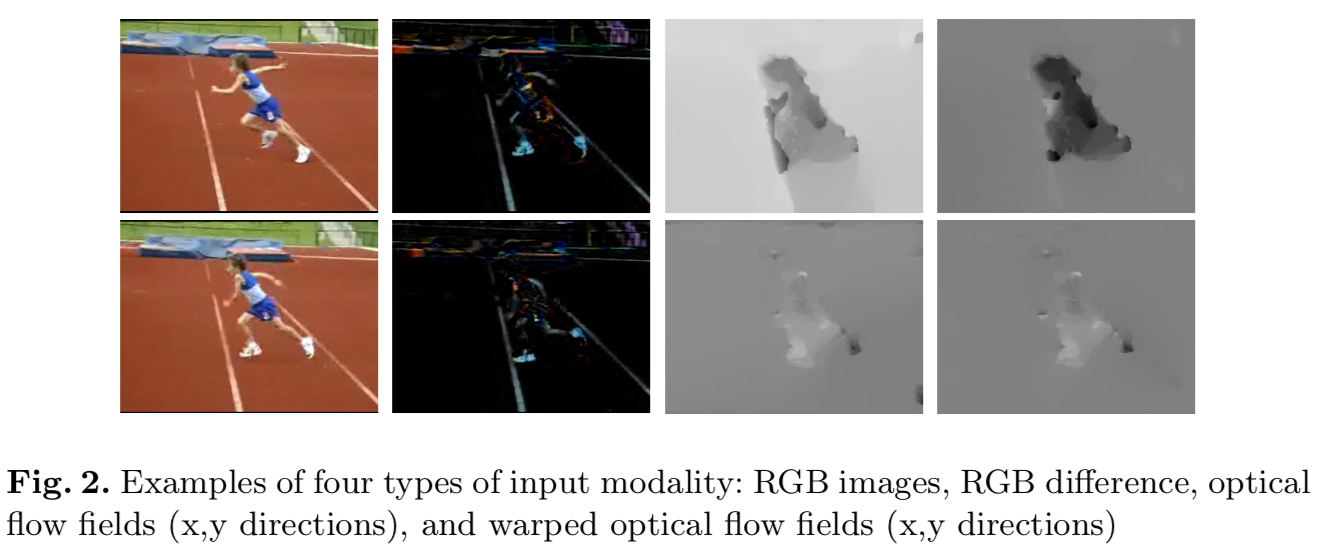 Fig. 2. Examples of four types of input modality: RGB images, RGB difference, optical
flow fields (x,y directions), and warped optical flow fields (x,y directions)